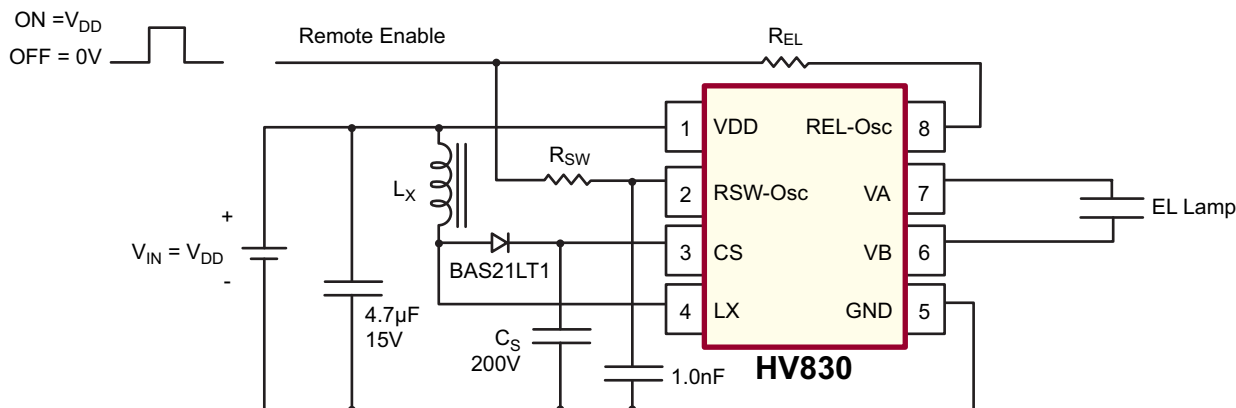 ON =VDD
OFF = 0V
Remote Enable
REL
1 VDD REL-Osc 8
RSW
2 RSW-Osc VA 7
LX
EL Lamp
+
VIN = VDD
-
3 CS VB 6
BAS21LT1
4 LX GND 5
4.7µF
15V
CS
200V
1.0nF
HV830